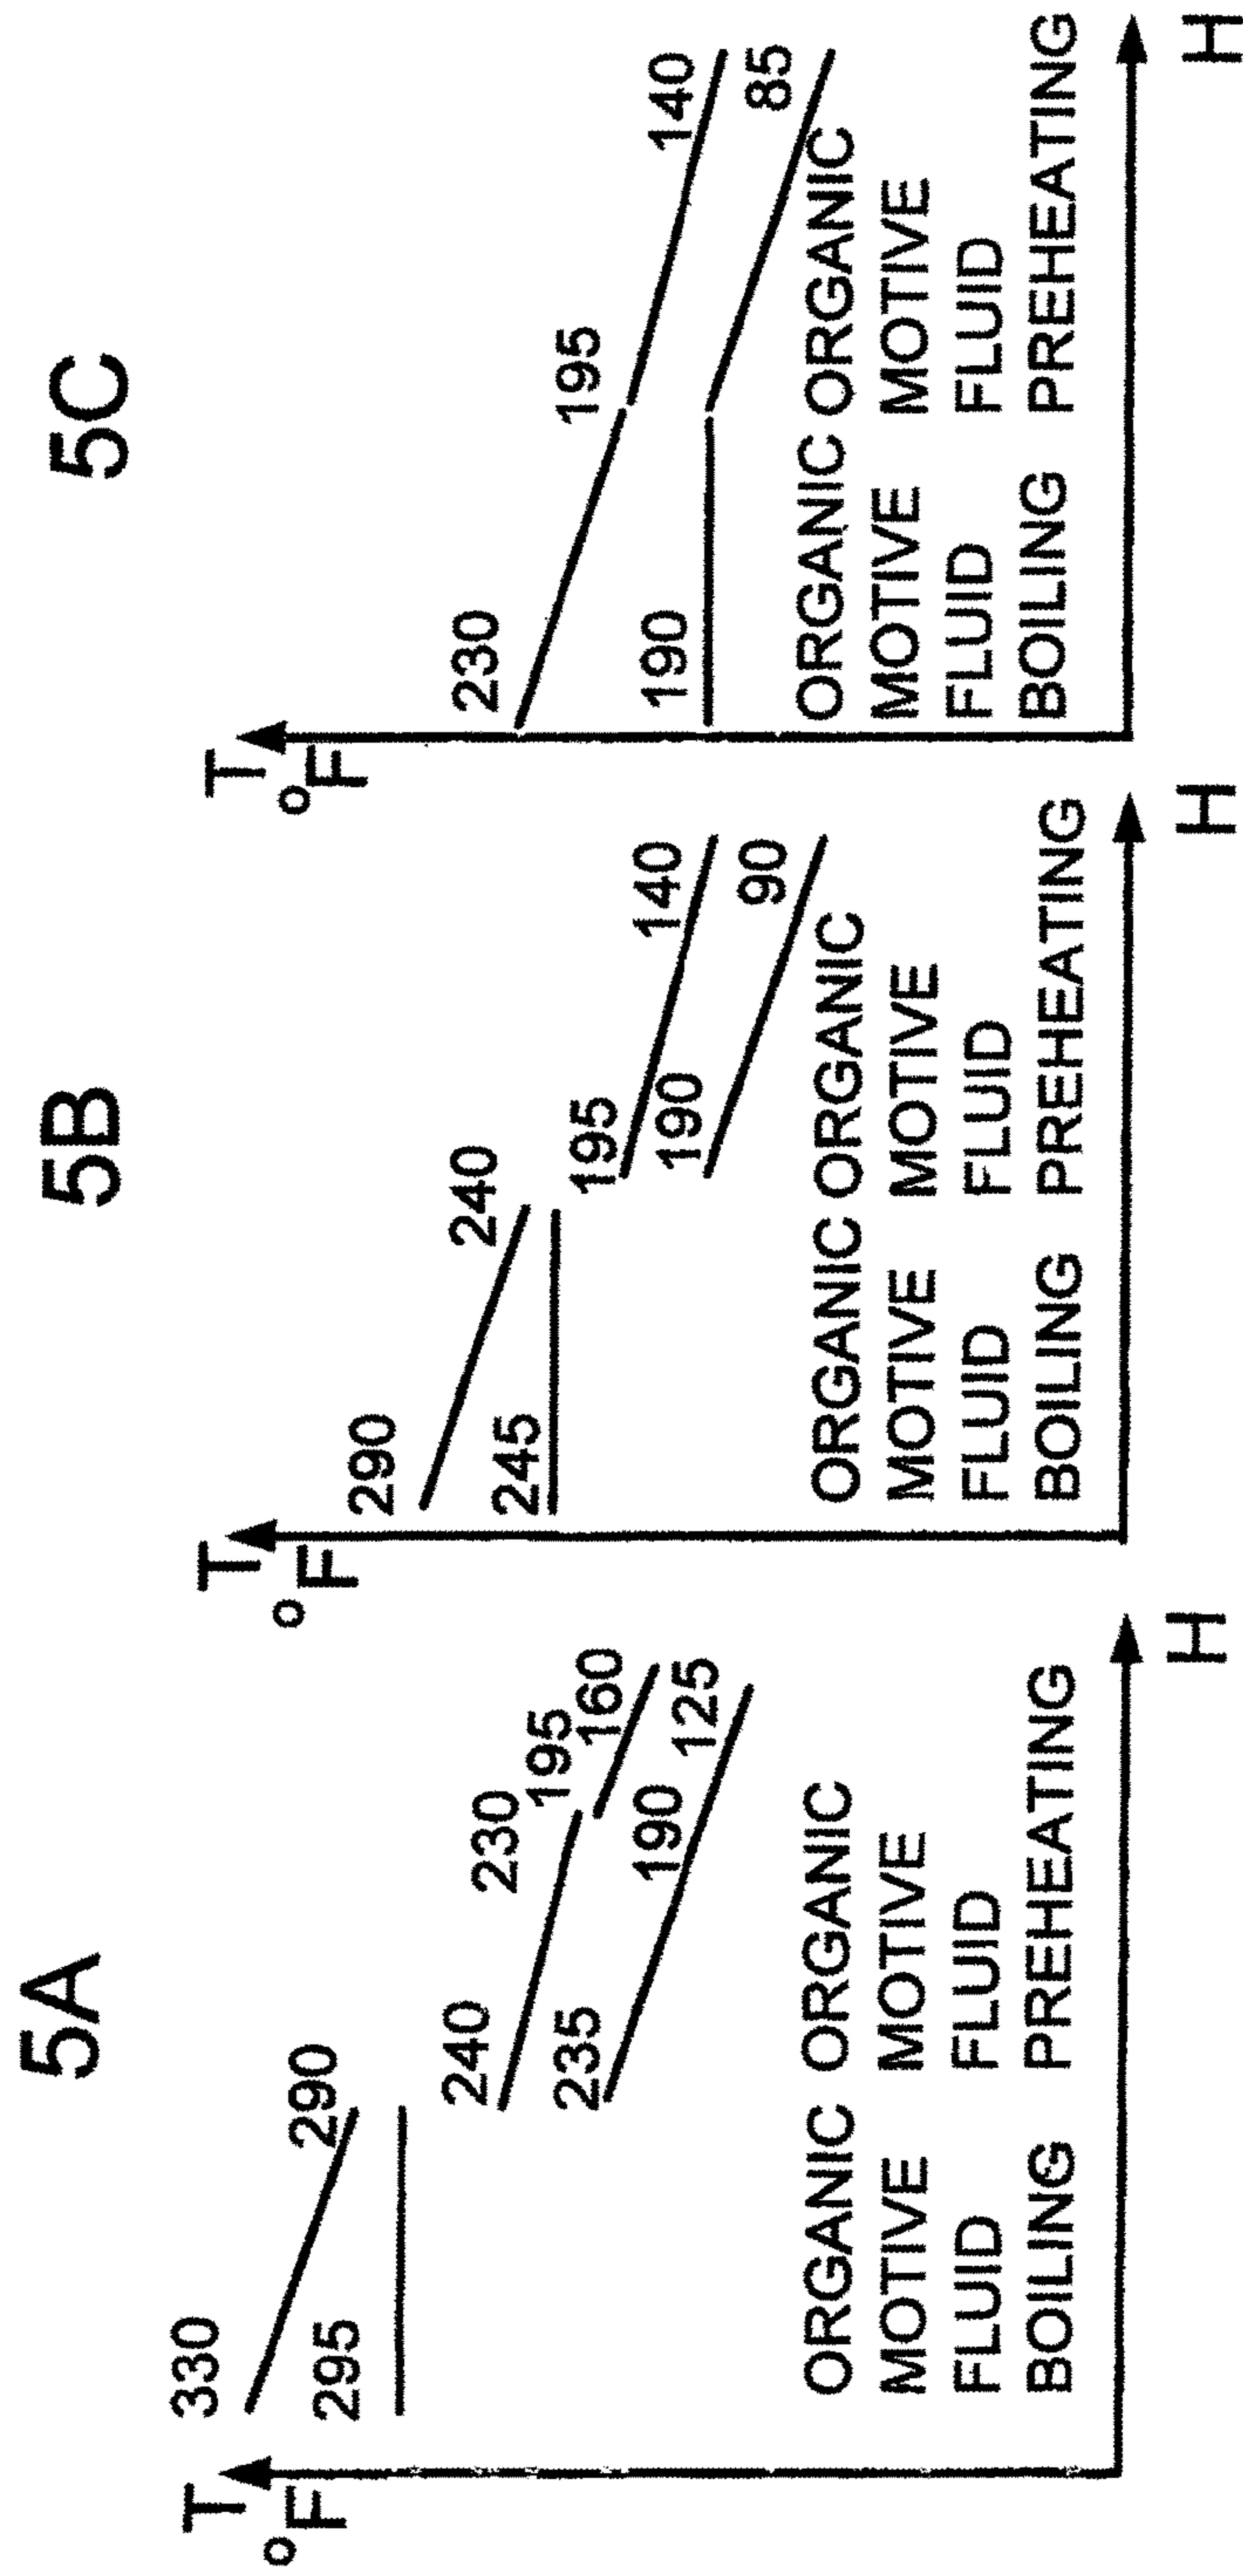 5A
T
°F
330
290
295
240
230
195
160
235
190
125
ORGANIC ORGANIC
MOTIVE MOTIVE
FLUID FLUID
BOILING PREHEATING
H
5B
T
°F
290
240
245
195
140
190
90
ORGANIC ORGANIC
MOTIVE MOTIVE
FLUID FLUID
BOILING PREHEATING
H
5C
T
°F
230
195
140
190
85
ORGANIC ORGANIC
MOTIVE MOTIVE
FLUID FLUID
BOILING PREHEATING
H